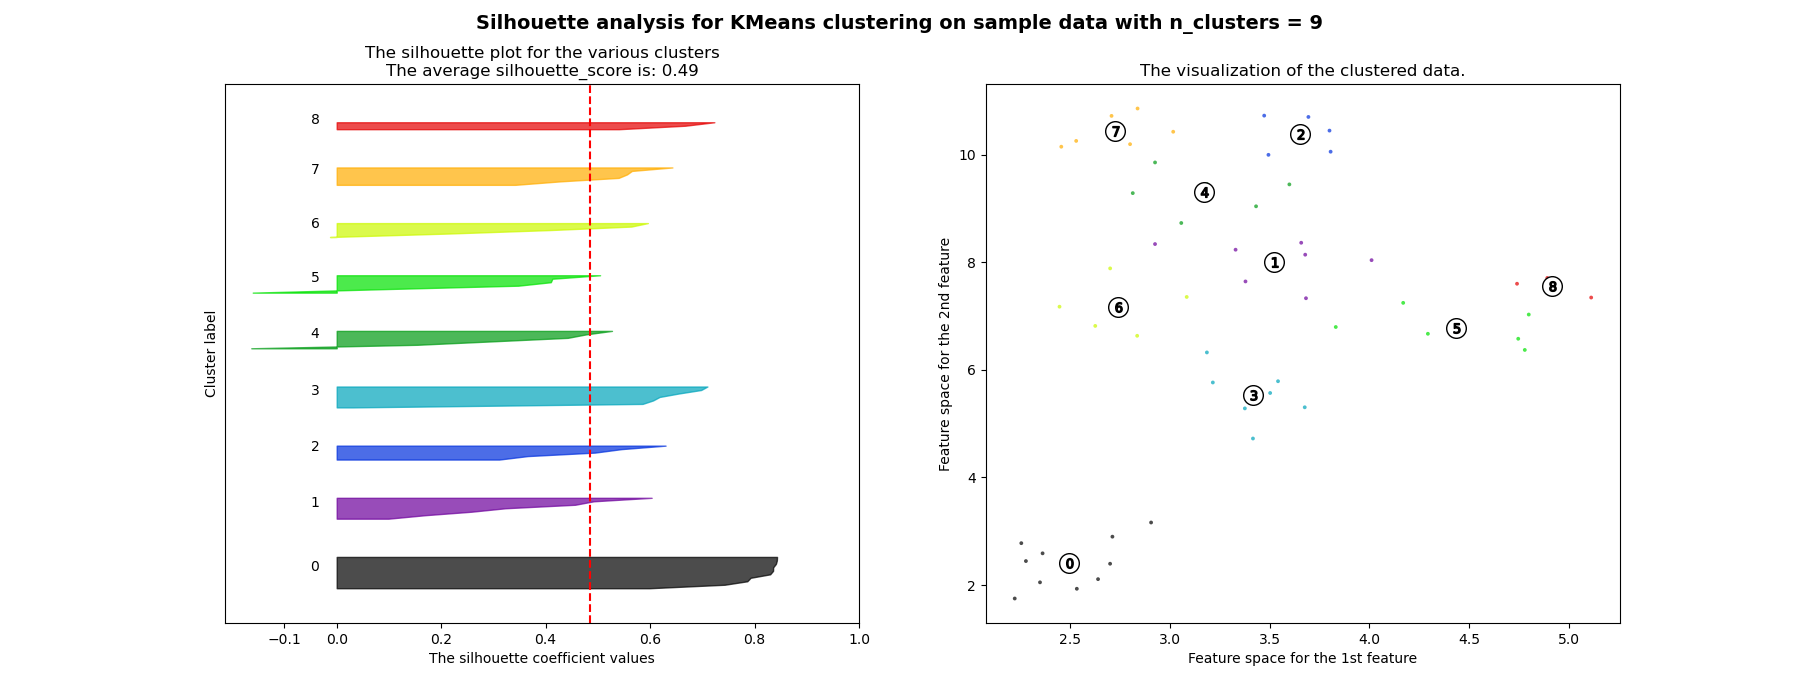 Silhouette analysis for KMeans clustering on sample data with n_clusters = 9
The silhouette plot for the various clusters
The average silhouette_score is: 0.49
8
7
6
5
4
3
2
1
0
Cluster label
−0.1 0.0 0.2 0.4 0.6 0.8 1.0
The silhouette coefficient values
The visualization of the clustered data.
10
8
6
4
2
Feature space for the 2nd feature
7
2
4
1
8
6
5
3
0
2.5 3.0 3.5 4.0 4.5 5.0
Feature space for the 1st feature